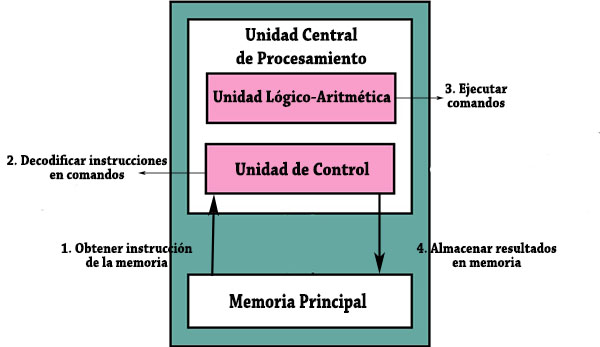 Unidad Central
de Procesamiento
Unidad Lógico-Aritmética
3. Ejecutar
comandos
2. Decodificar instrucciones
en comandos
Unidad de Control
1. Obtener instrucción
de la memoria
4. Almacenar resultados
en memoria
Memoria Principal